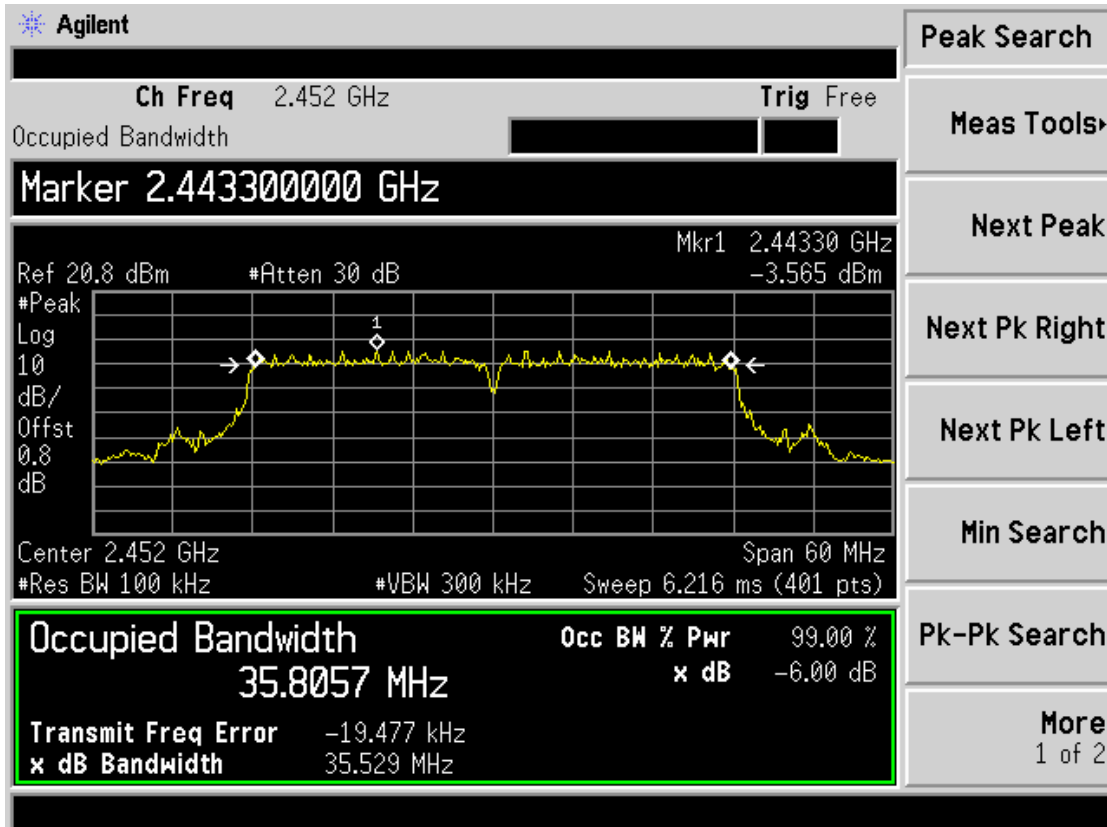 Agilent
Peak Search
Ch Freq 2.452 GHz Trig Free
Occupied Bandwidth
Meas Tools
Marker 2.443300000 GHz
Next Peak
Mkr1 2.44330 GHz
Ref 20.8 dBm #Atten 30 dB -3.565 dBm
#Peak
Log
10
dB/
Offst
0.8
dB
1
Next Pk Right
Next Pk Left
Min Search
Center 2.452 GHz Span 60 MHz
#Res BW 100 kHz #VBW 300 kHz Sweep 6.216 ms (401 pts)
Occupied Bandwidth Occ BW % Pwr 99.00 %
35.8057 MHz x dB -6.00 dB
Pk-Pk Search
Transmit Freq Error -19.477 kHz
x dB Bandwidth 35.529 MHz
More
1 of 2